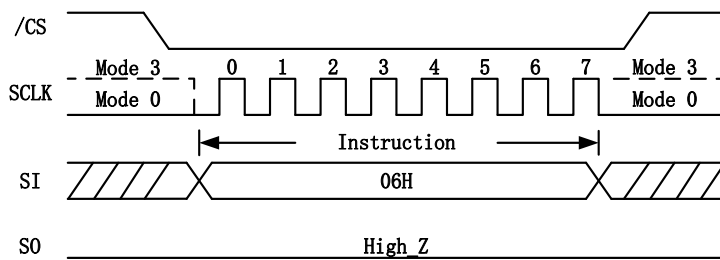 /CS
Mode 3 0 1 2 3 4 5 6 7 Mode 3
SCLK
Mode 0 Mode 0
Instruction
SI 06H
SO High_Z